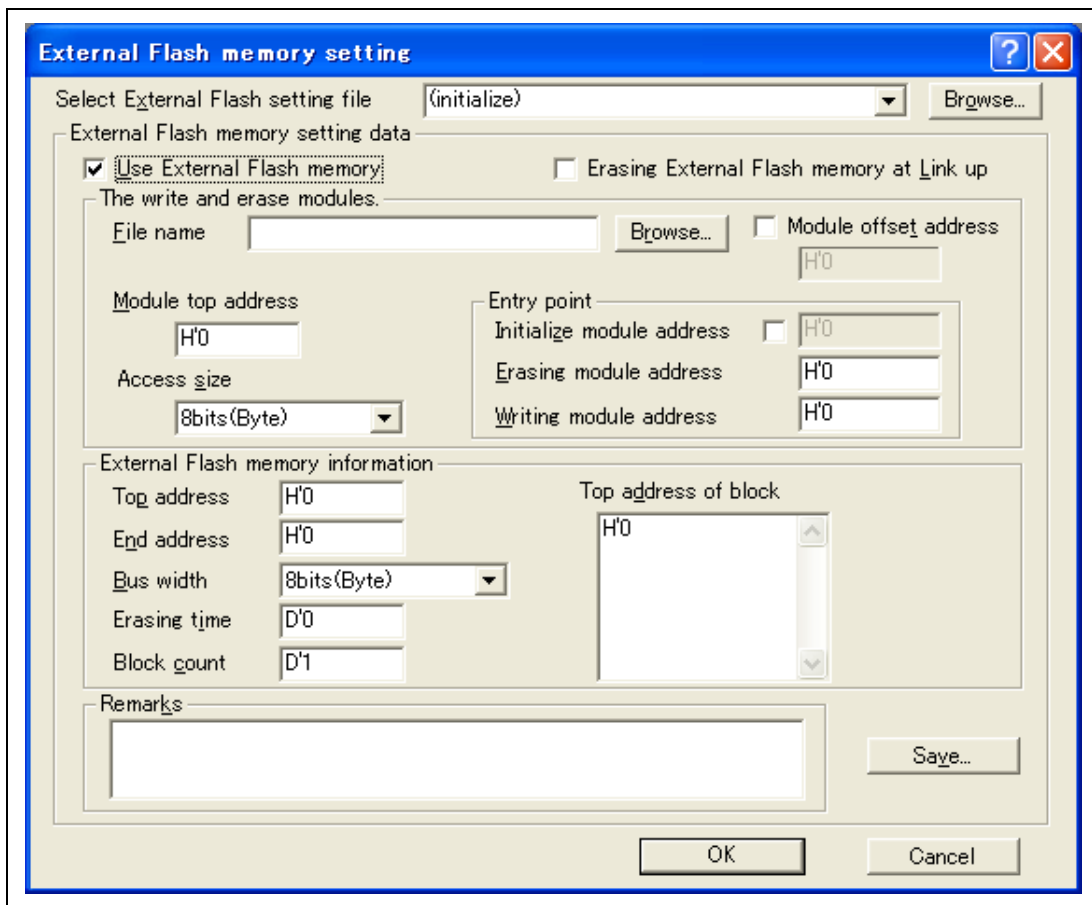 External Flash memory setting
Select External Flash setting file (initialize) Browse...
External Flash memory setting data
Use External Flash memory Erasing External Flash memory at Link up
The write and erase modules.
File name Browse... Module offset address
H'0
Module top address Entry point
H'0 Initialize module address H'0
Access size Erasing module address H'0
8bits(Byte) Writing module address H'0
External Flash memory information
Top address H'0 Top address of block
End address H'0 H'0
Bus width 8bits(Byte)
Erasing time D'0
Block count D'1
Remarks
Save...
OK Cancel